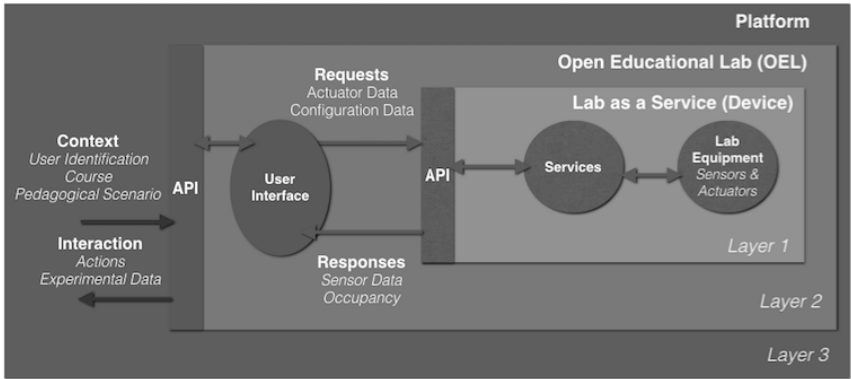 Platform
Open Educational Lab (OEL)
Requests
Actuator Data
Configuration Data
Lab as a Service (Device)
Context
User Identification
Course
Pedagogical Scenario
API
User
Interface
API
Services
Lab
Equipment
Sensors &
Actuators
Interaction
Actions
Experimental Data
Responses
Sensor Data
Occupancy
Layer 1
Layer 2
Layer 3